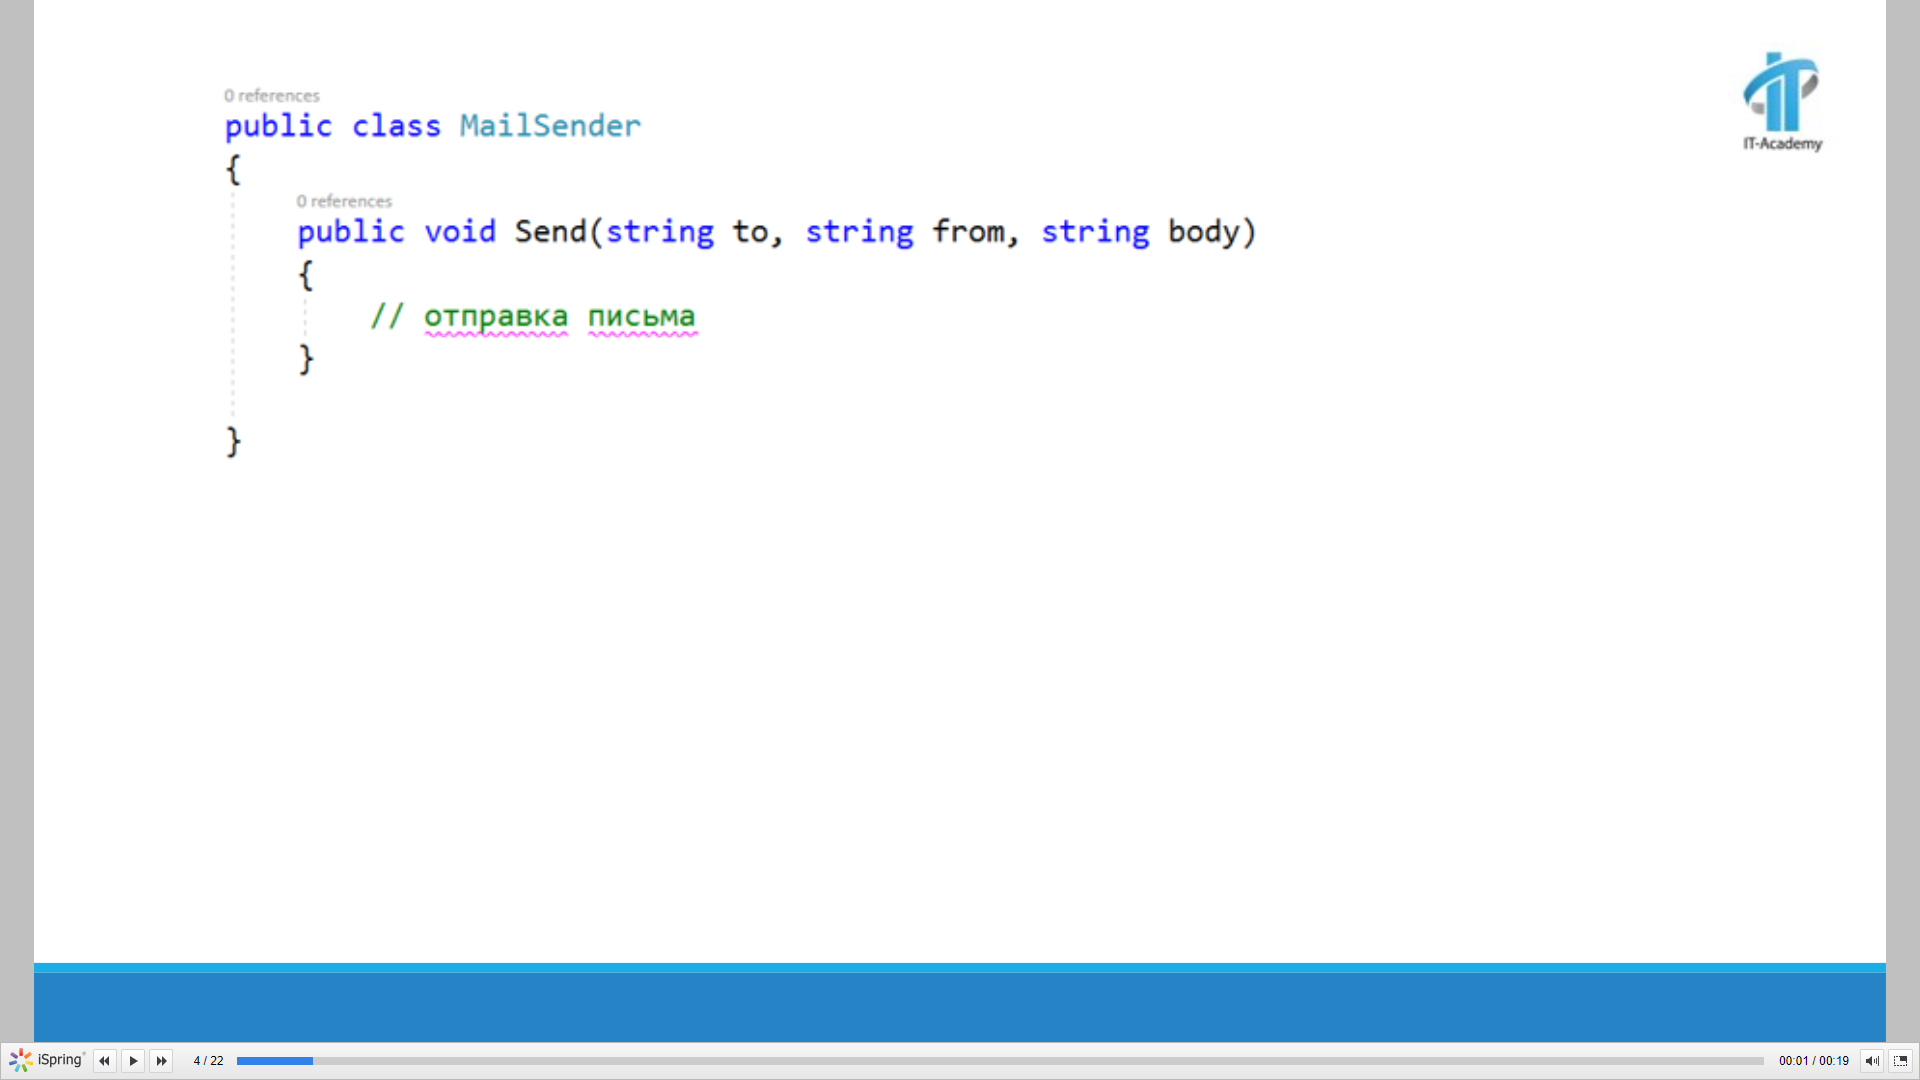 0 references
public class MailSender
{
0 references
public void Send(string to, string from, string body)
{
// отправка письма
}
}
IT-Academy
iSpring
4 / 22
00:01 / 00:19